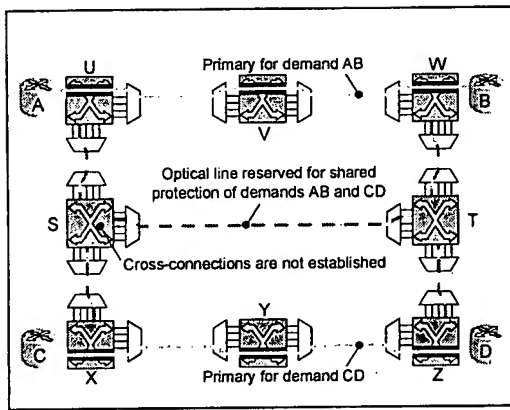 U
Primary for demand AB
W
A
B
V
Optical line reserved for shared
protection of demands AB and CD
S
T
Cross-connections are not established
Y
C
D
X
Primary for demand CD
Z